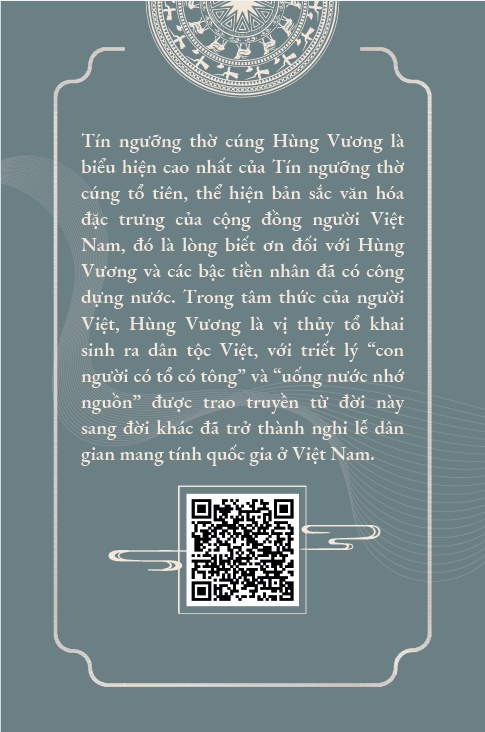 Tín ngưỡng thờ cúng Hùng Vương là
biểu hiện cao nhất của Tín ngưỡng thờ
cúng tổ tiên, thể hiện bản sắc văn hóa
đặc trưng của cộng đồng người Việt
Nam, đó là lòng biết ơn đối với Hùng
Vương và các bậc tiền nhân đã có công
dựng nước. Trong tâm thức của người
Việt, Hùng Vương là vị thủy tổ khai
sinh ra dân tộc Việt, với triết lý “con
người có tổ có tông” và “uống nước nhớ
nguồn” được trao truyền từ đời này
sang đời khác đã trở thành nghi lễ dân
gian mang tính quốc gia ở Việt Nam.